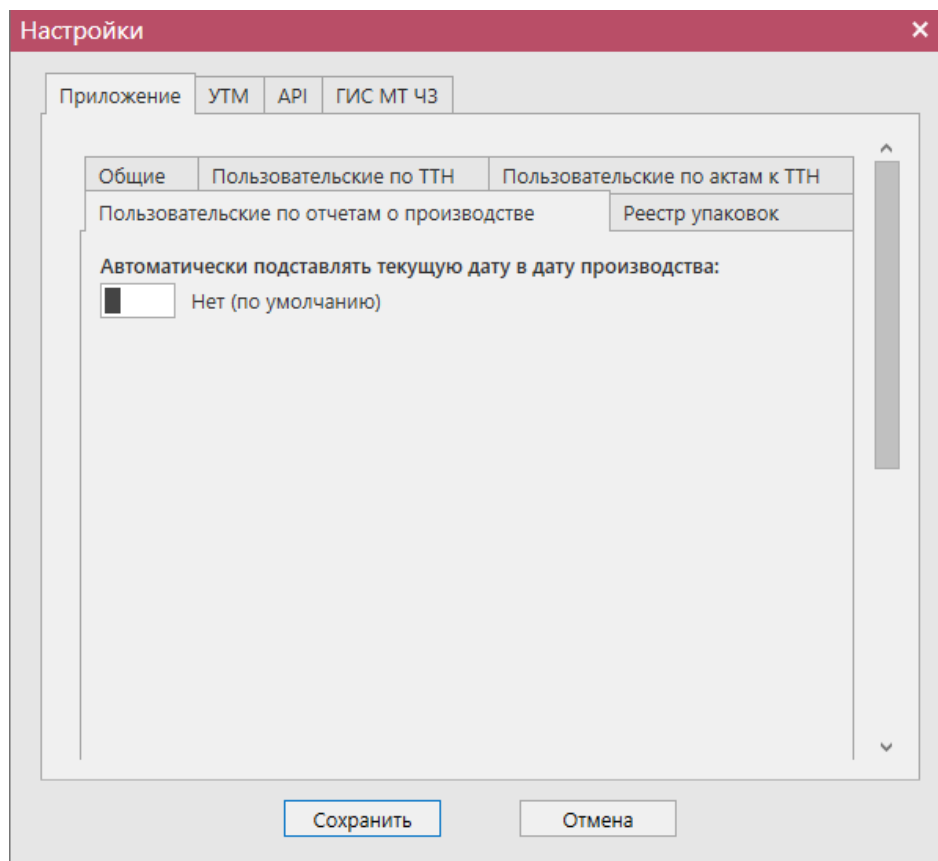 Настройки
Приложение УТМ API ГИС МТ ЧЗ
Общие Пользовательские по ТТН Пользовательские по актам к ТТН
Пользовательские по отчетам о производстве Реестр упаковок
Автоматически подставлять текущую дату в дату производства:
Нет (по умолчанию)
Сохранить Отмена